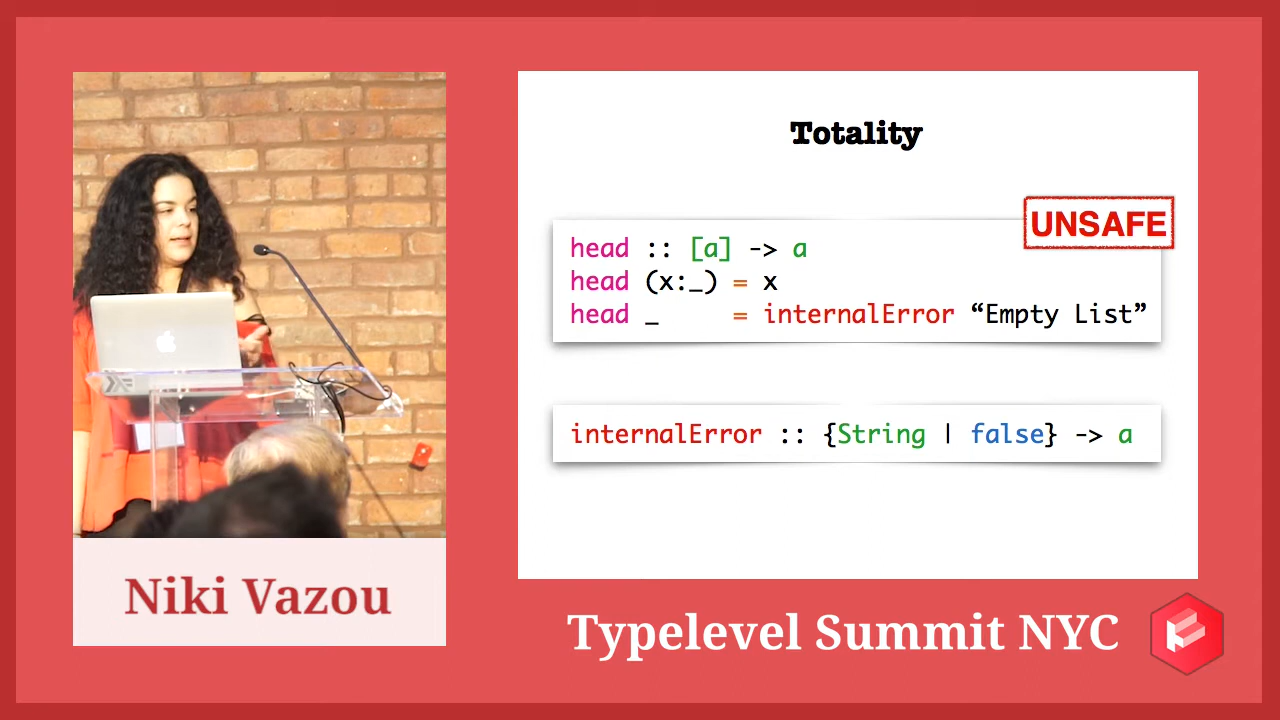 Totality
UNSAFE
head :: [a] -> a
head (x:_) = x
head _     = internalError “Empty List”
internalError :: {String | false} -> a
Niki Vazou
Typelevel Summit NYC